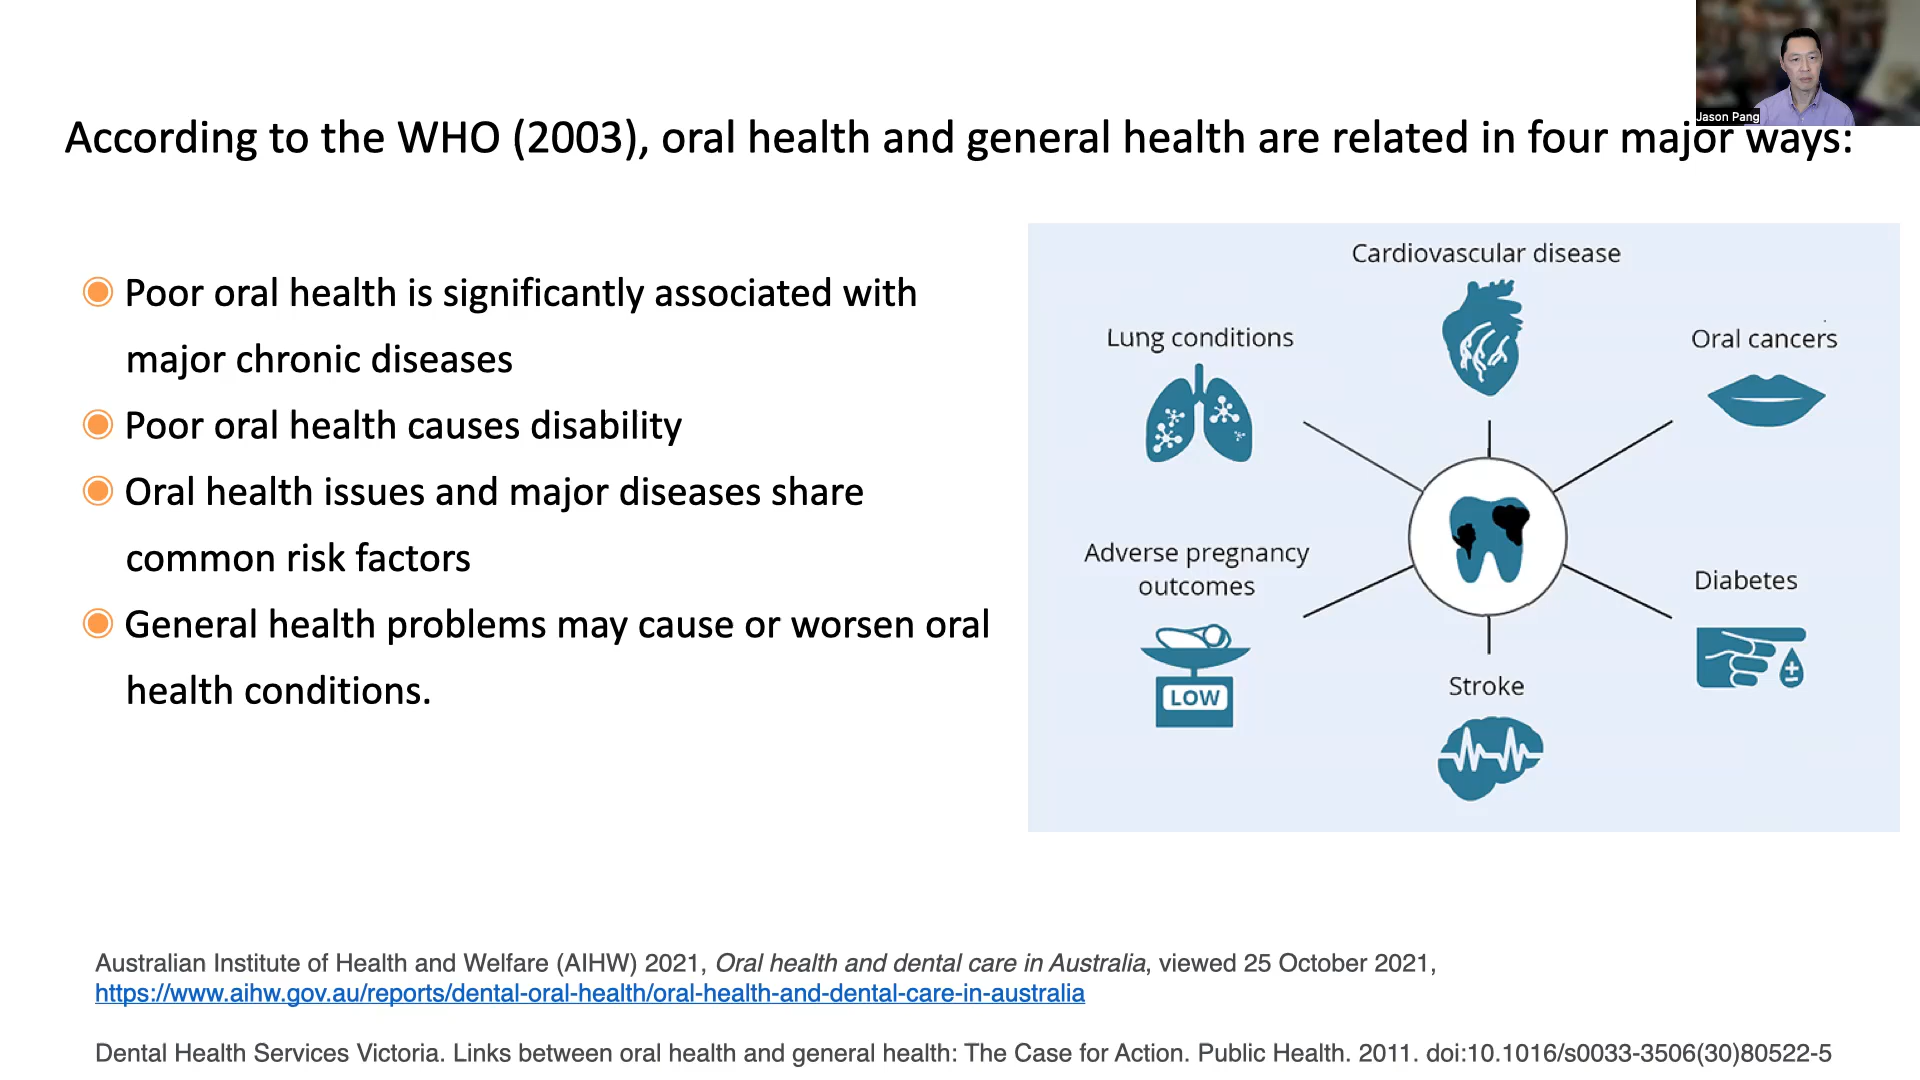 Jason Pang
According to the WHO (2003), oral health and general health are related in four major ways:
Poor oral health is significantly associated with
major chronic diseases
Poor oral health causes disability
Oral health issues and major diseases share
common risk factors
General health problems may cause or worsen oral
health conditions.
Cardiovascular disease
Lung conditions
Oral cancers
Adverse pregnancy
outcomes
Diabetes
LOW
Stroke
Australian Institute of Health and Welfare (AIHW) 2021, Oral health and dental care in Australia, viewed 25 October 2021,
https://www.aihw.gov.au/reports/dental-oral-health/oral-health-and-dental-care-in-australia
Dental Health Services Victoria. Links between oral health and general health: The Case for Action. Public Health. 2011. doi:10.1016/s0033-3506(30)80522-5